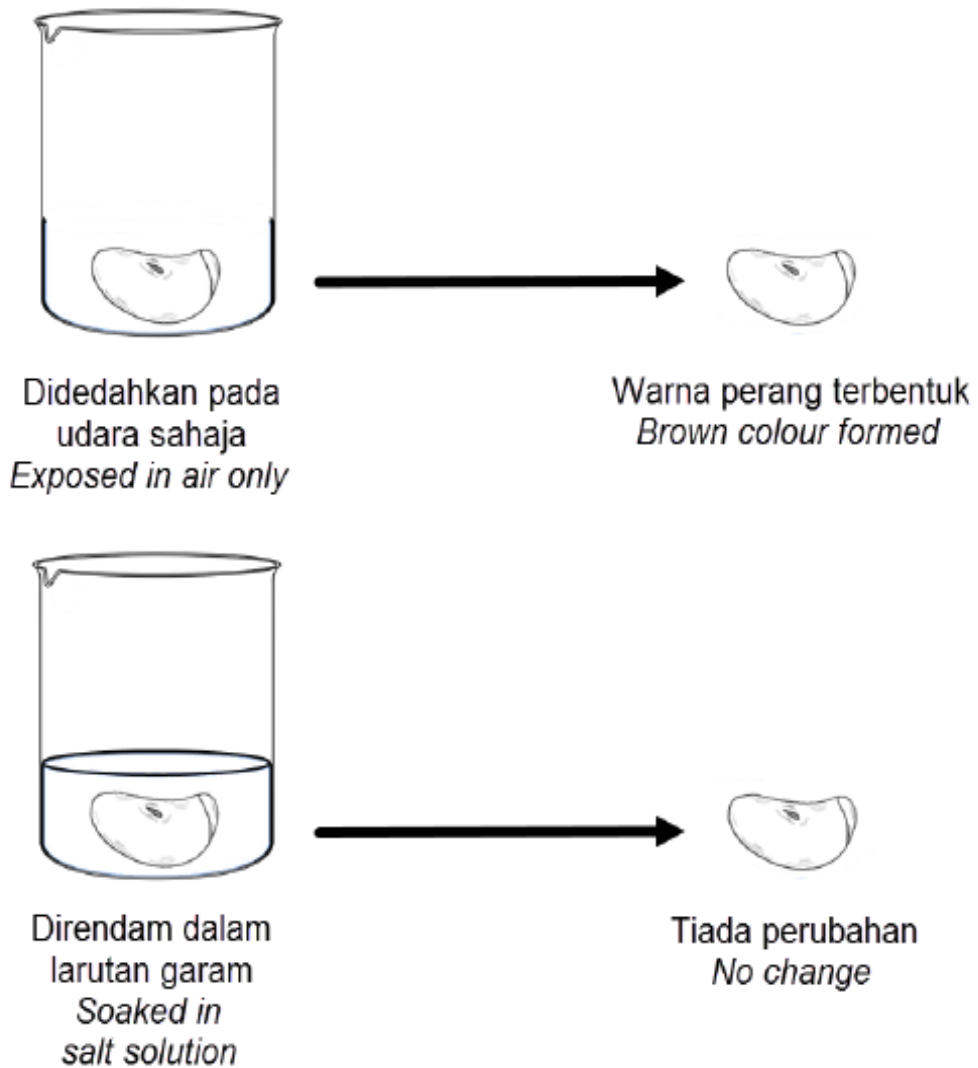 Didedahkan pada
udara sahaja
Exposed in air only
Warna perang terbentuk
Brown colour formed
Direndam dalam
larutan garam
Soaked in
salt solution
Tiada perubahan
No change